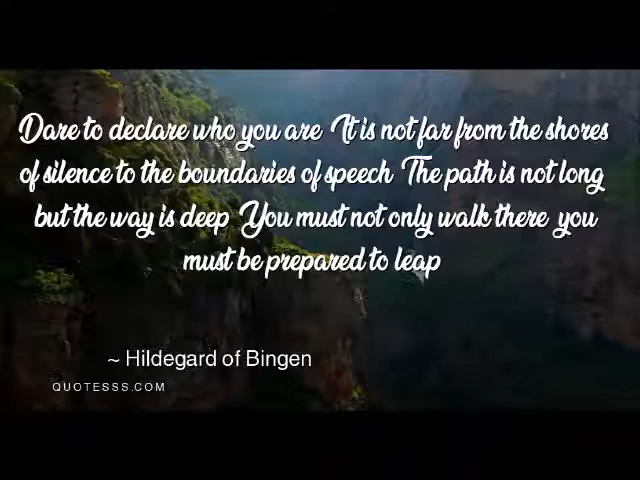 Dare to declare who you are It is not far from the shores
of silence to the boundaries of speech The path is not long
but the way is deep You must not only walk there you
must be prepared to leap
~ Hildegard of Bingen
QUOTESSS.COM